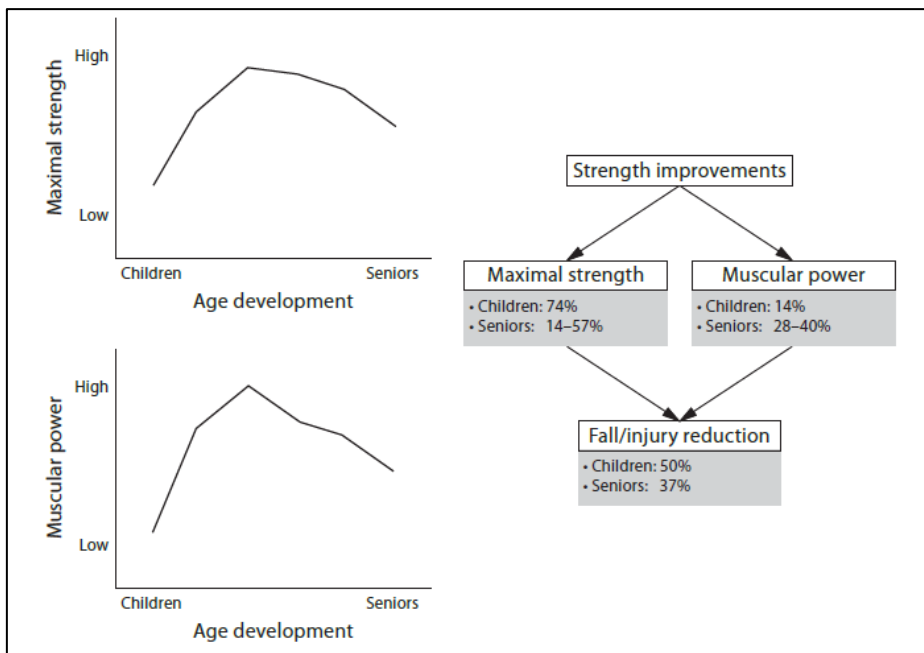 High
Maximal strength
Low
Children
Seniors
Age development
High
Muscular power
Low
Children
Seniors
Age development
Strength improvements
Maximal strength
• Children: 74%
• Seniors: 14–57%
Muscular power
• Children: 14%
• Seniors: 28–40%
Fall/injury reduction
• Children: 50%
• Seniors: 37%